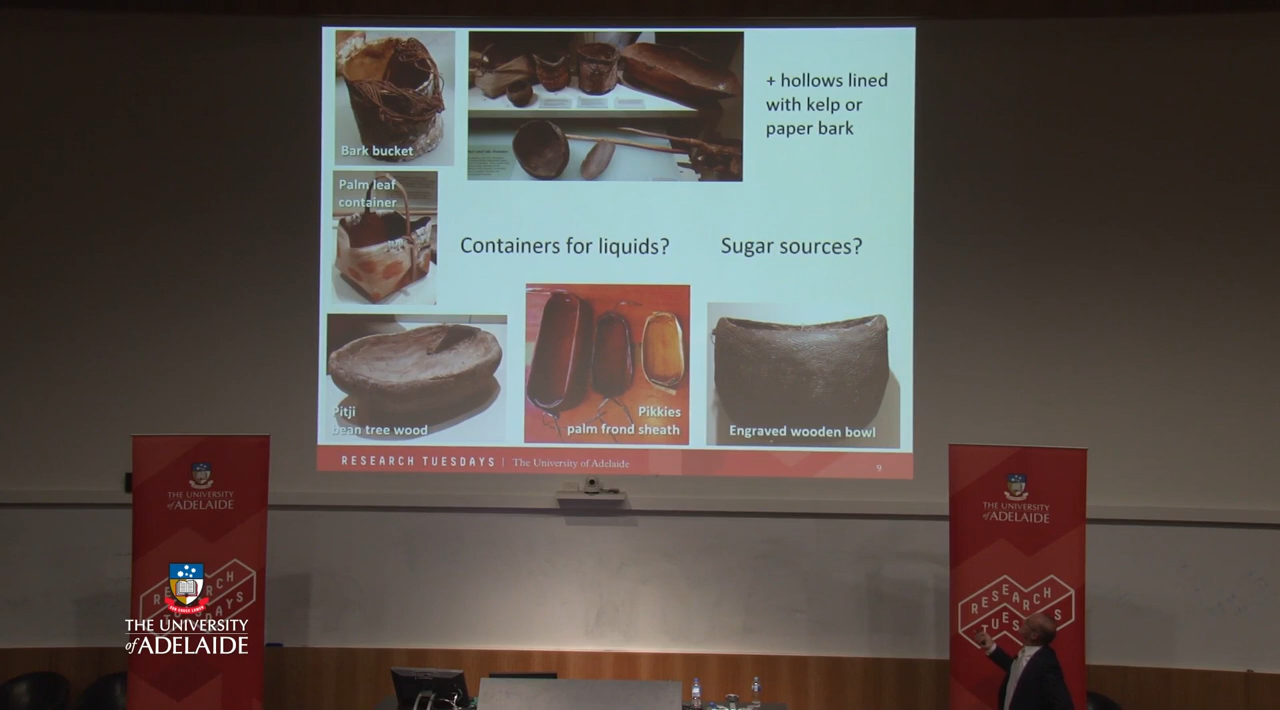 Bark bucket
+ hollows lined
with kelp or
paper bark
Palm leaf
container
Containers for liquids?
Sugar sources?
Pitji
bean tree wood
Pikkies
palm frond sheath
Engraved wooden bowl
RESEARCH TUESDAYS | The University of Adelaide
9
THE UNIVERSITY
of ADELAIDE
RESEARCH
TUESDAYS
THE UNIVERSITY
of ADELAIDE
THE UNIVERSITY
of ADELAIDE
RESEARCH
TUES S